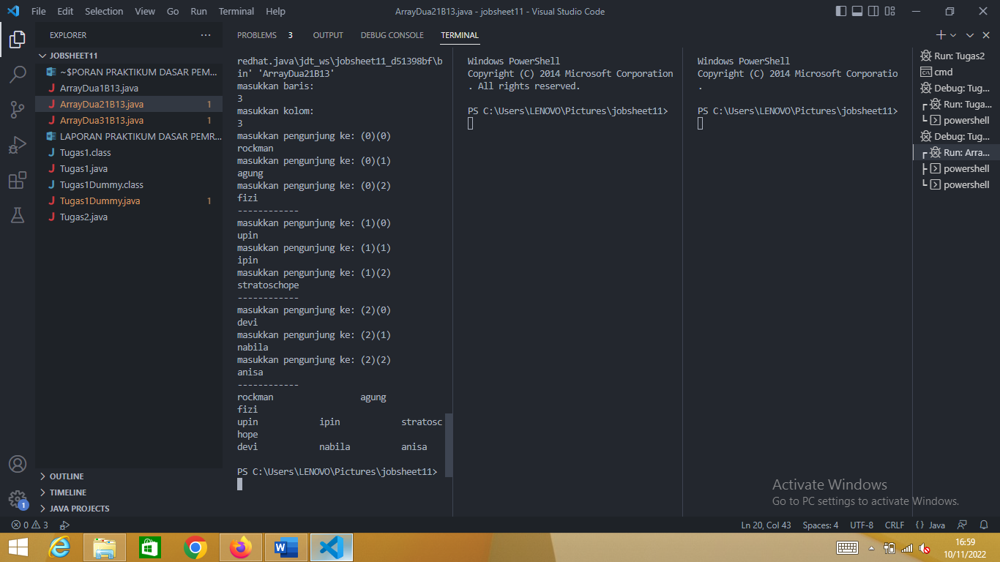 File Edit Selection View Go Run Terminal Help
ArrayDua21B13.java - jobsheet11 - Visual Studio Code
EXPLORER
JOBSHEET11
~$PORAN PRAKTIKUM DASAR PEM...
ArrayDua1B13.java
ArrayDua21B13.java 1
ArrayDua31B13.java 1
LAPORAN PRAKTIKUM DASAR PEMR...
Tugas1.class
Tugas1.java
Tugas1Dummy.class
Tugas1Dummy.java 1
Tugas2.java
OUTLINE
TIMELINE
JAVA PROJECTS
PROBLEMS 3 OUTPUT DEBUG CONSOLE TERMINAL
redhat.java\jdt_ws\jobsheet11_d51398bf\b
in' 'ArrayDua21B13'
masukkan baris:
3
masukkan kolom:
3
masukkan pengunjung ke: (0)(0)
rockman
masukkan pengunjung ke: (0)(1)
agung
masukkan pengunjung ke: (0)(2)
fizi
------------
masukkan pengunjung ke: (1)(0)
upin
masukkan pengunjung ke: (1)(1)
ipin
masukkan pengunjung ke: (1)(2)
stratoschope
------------
masukkan pengunjung ke: (2)(0)
devi
masukkan pengunjung ke: (2)(1)
nabila
masukkan pengunjung ke: (2)(2)
anisa
------------
rockman agung
fizi
upin ipin stratosc
hope
devi nabila anisa
PS C:\Users\LENOVO\Pictures\jobsheet11>
Windows PowerShell
Copyright (C) 2014 Microsoft Corporation
. All rights reserved.
PS C:\Users\LENOVO\Pictures\jobsheet11>
Windows PowerShell
Copyright (C) 2014 Microsoft Corporatio
.
PS C:\Users\LENOVO\Pictures\jobsheet11>
Run: Tugas2
cmd
Debug: Tug...
Run: Tuga...
powershell
Debug: Tug...
Run: Arra...
powershell
powershell
Activate Windows
Go to PC settings to activate Windows.
1
0 3
Ln 20, Col 43 Spaces: 4 UTF-8 CRLF {} Java
16:59
10/11/2022